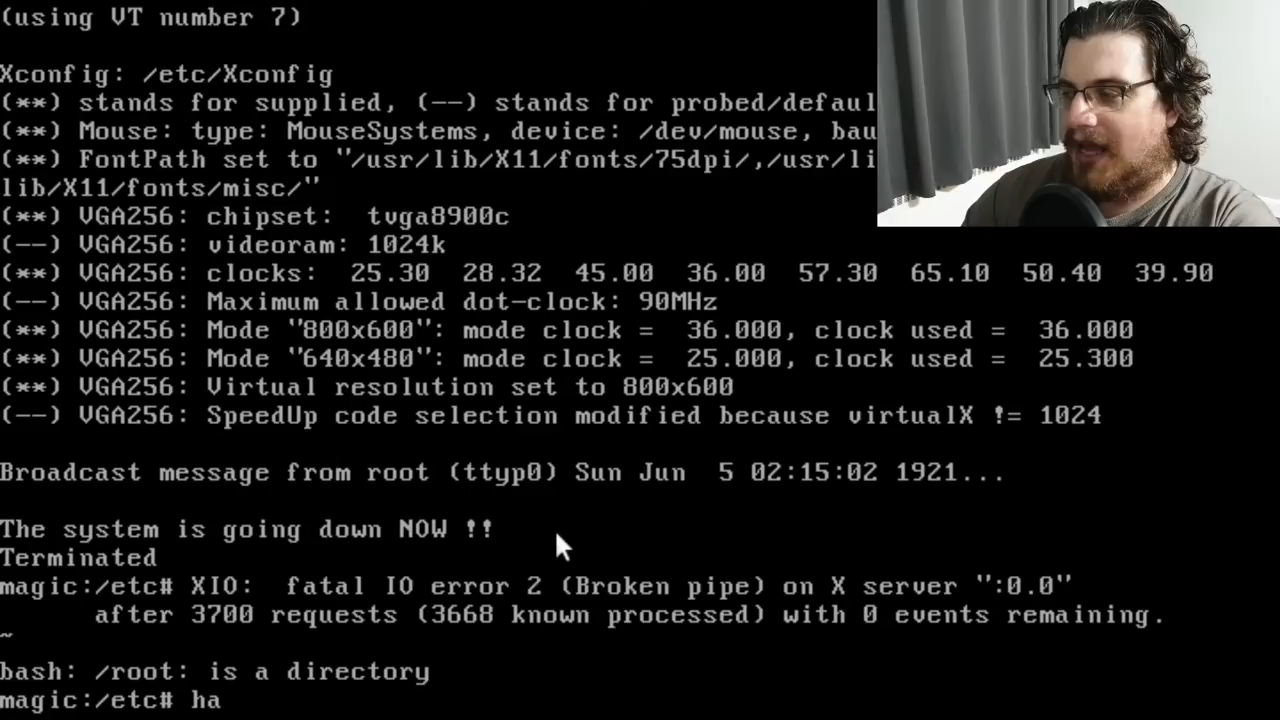 (using VT number 7)
Xconfig: /etc/Xconfig
(**) stands for supplied, (--) stands for probed/defaul
(**) Mouse: type: MouseSystems, device: /dev/mouse, bau
(**) FontPath set to "/usr/lib/X11/fonts/75dpi/,/usr/li
lib/X11/fonts/misc/"
(**) VGA256: chipset:  tvga8900c
(--) VGA256: videoram: 1024k
(**) VGA256: clocks:  25.30  28.32  45.00  36.00  57.30  65.10  50.40  39.90
(--) VGA256: Maximum allowed dot-clock: 90MHz
(**) VGA256: Mode "800x600": mode clock =  36.000, clock used =  36.000
(**) VGA256: Mode "640x480": mode clock =  25.000, clock used =  25.300
(**) VGA256: Virtual resolution set to 800x600
(--) VGA256: SpeedUp code selection modified because virtualX != 1024
Broadcast message from root (ttyp0) Sun Jun  5 02:15:02 1921...
The system is going down NOW !!
Terminated
magic:/etc# XIO:  fatal IO error 2 (Broken pipe) on X server ":0.0"
      after 3700 requests (3668 known processed) with 0 events remaining.
~
bash: /root: is a directory
magic:/etc# ha